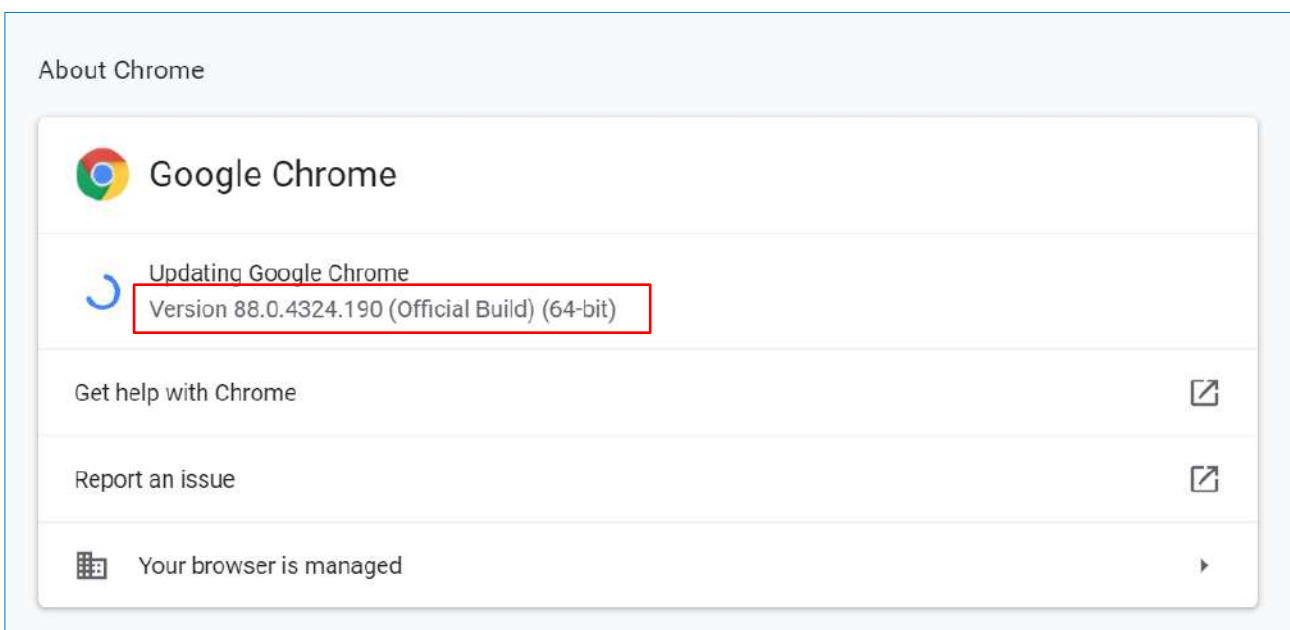 About Chrome
Google Chrome
Updating Google Chrome
Version 88.0.4324.190 (Official Build) (64-bit)
Get help with Chrome
Report an issue
Your browser is managed